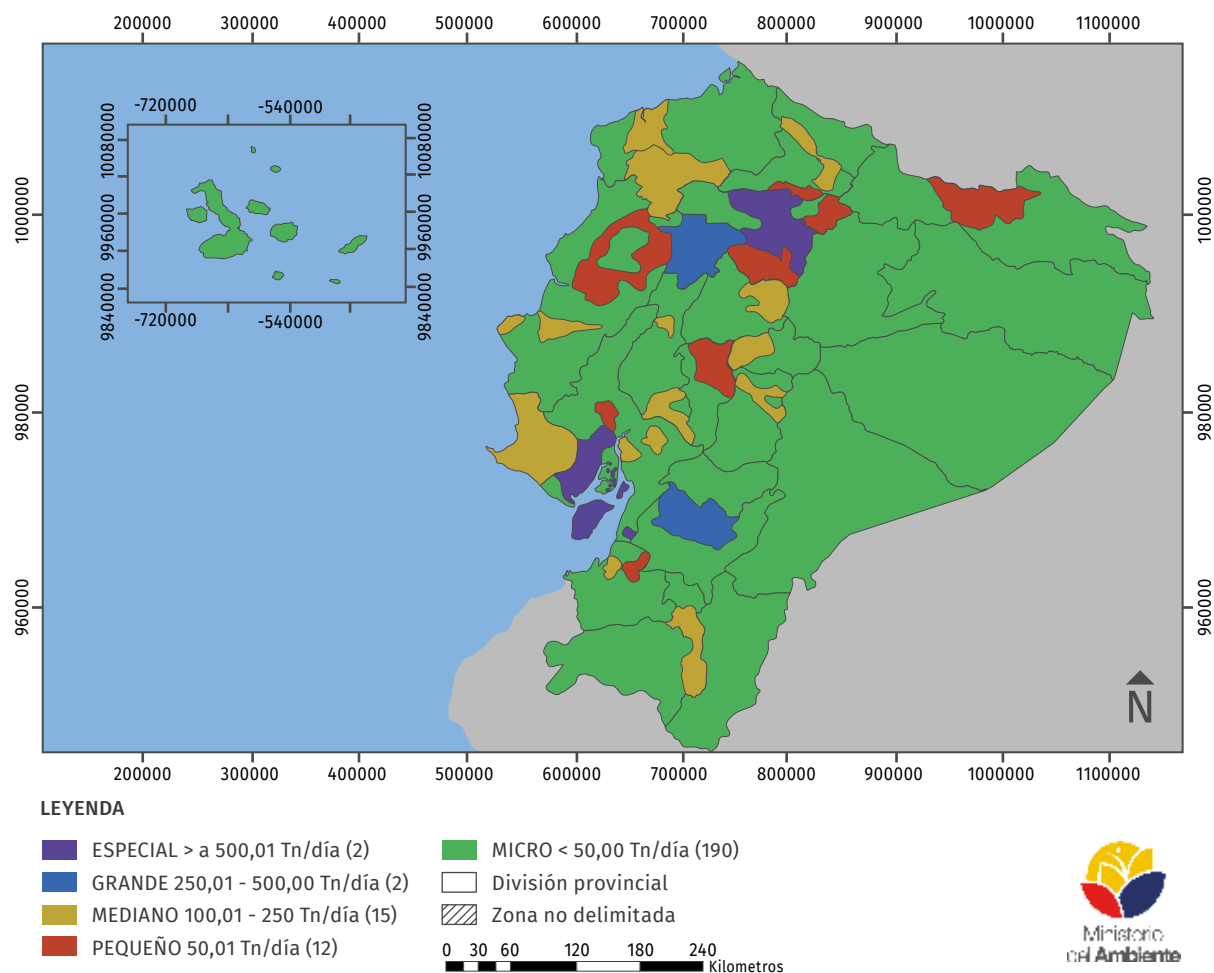 200000 300000 400000 500000 600000 700000 800000 900000 1000000 1100000
-720000 -540000
10080000 10080000
9960000 9960000
9840000 9840000
-720000 -540000
1000000 1000000
980000 980000
960000 960000
N
200000 300000 400000 500000 600000 700000 800000 900000 1000000 1100000
LEYENDA
ESPECIAL > a 500,01 Tn/día (2)
GRANDE 250,01 - 500,00 Tn/día (2)
MEDIANO 100,01 - 250 Tn/día (15)
PEQUEÑO 50,01 Tn/día (12)
MICRO < 50,00 Tn/día (190)
División provincial
Zona no delimitada
0 30 60 120 180 240
Kilometros
Ministerio
del Ambiente